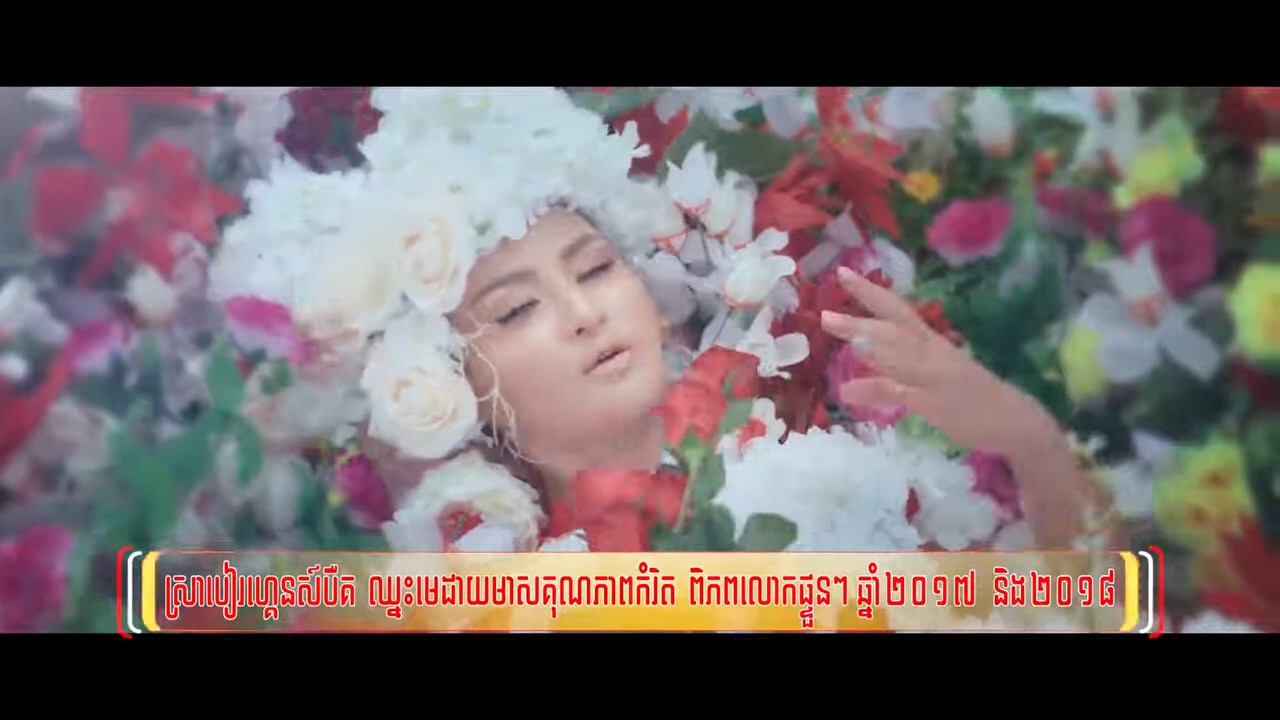 ស្រាបៀរហ្គេនស៍បឺគ ឈ្នះមេដាយមាសគុណភាពកំរិត ពិភពលោកផ្ទួនៗ ឆ្នាំ២០១៧ និង២០១៨